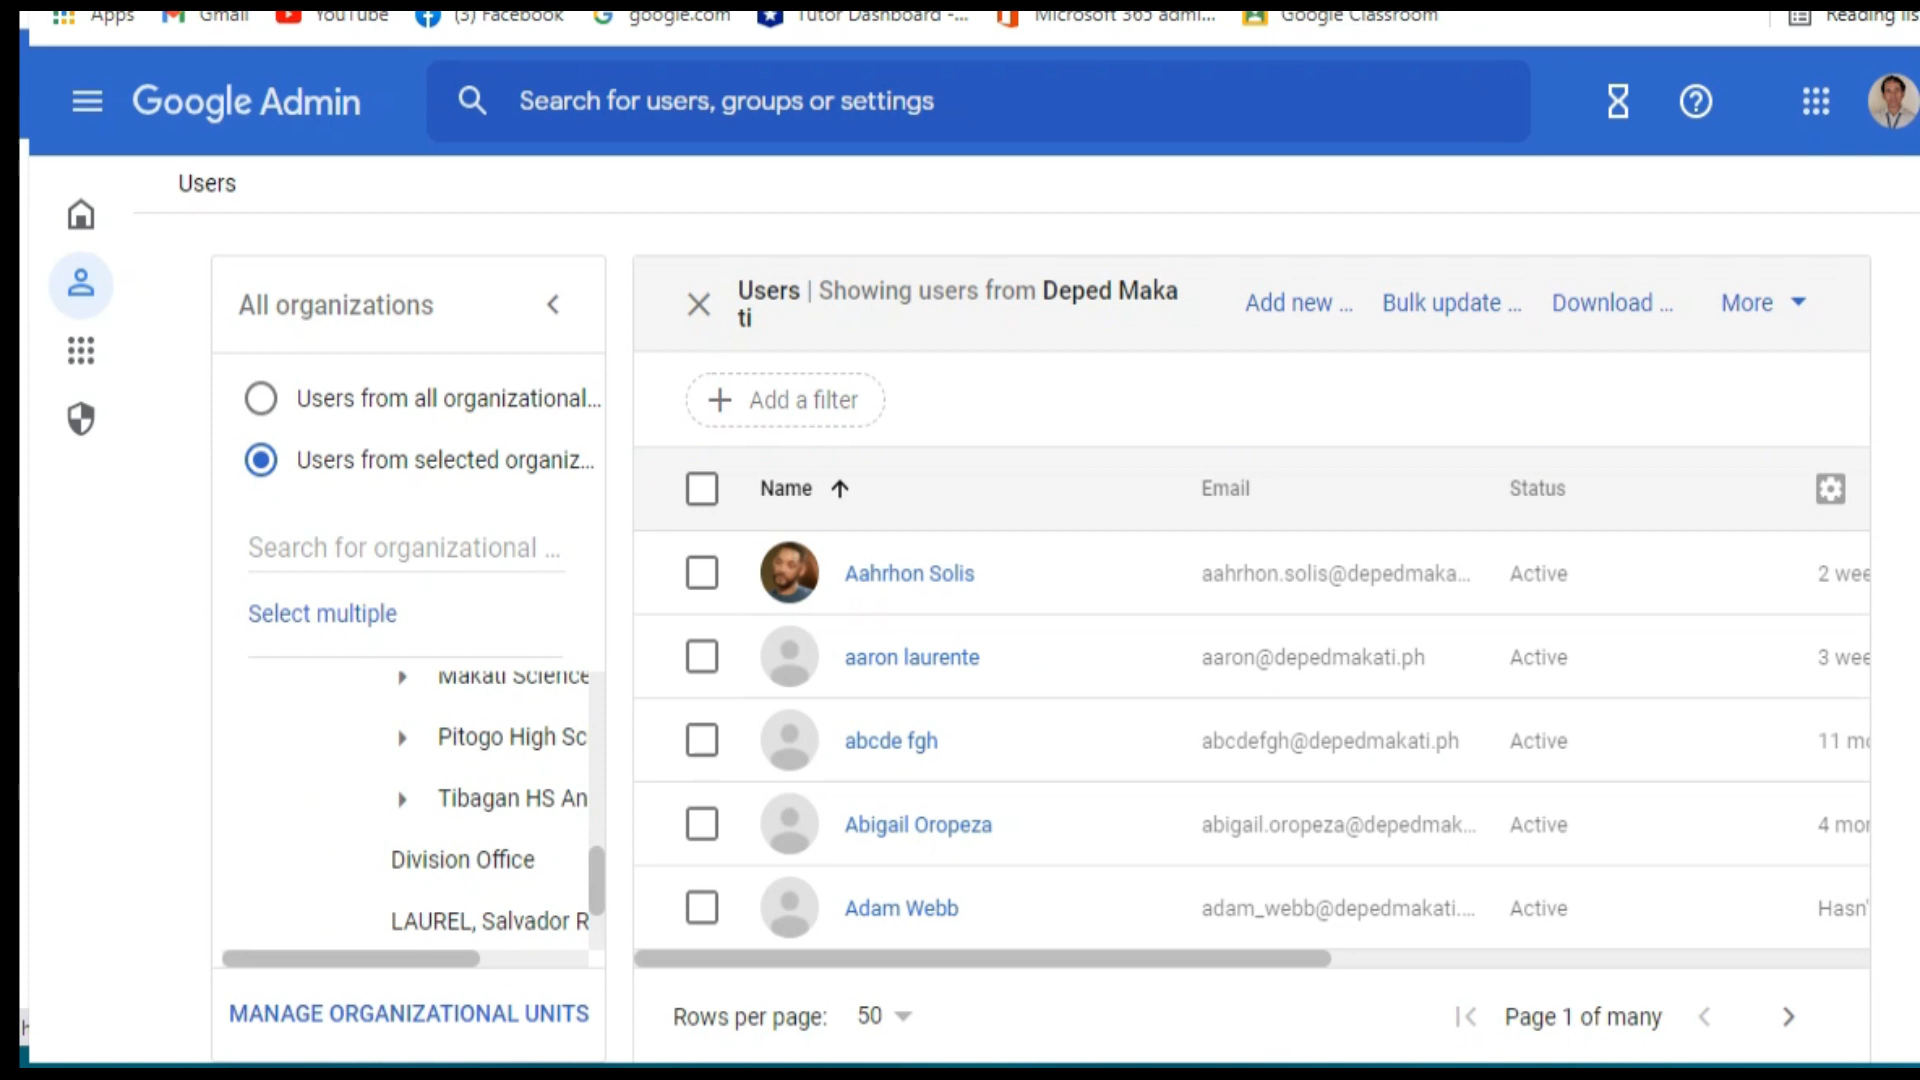 Apps Gmail YouTube (3) Facebook google.com Tutor Dashboard -... Microsoft 365 admi... Google Classroom Reading lis
Google Admin
Search for users, groups or settings
Users
All organizations
Users from all organizational...
Users from selected organiz...
Search for organizational ...
Select multiple
Makati Science
Pitogo High Sc
Tibagan HS An
Division Office
LAUREL, Salvador R
MANAGE ORGANIZATIONAL UNITS
Users | Showing users from Deped Maka
ti
Add new ... Bulk update ... Download ... More
Add a filter
Name Email Status
Aahrhon Solis aahrhon.solis@depedmaka... Active 2 wee
aaron laurente aaron@depedmakati.ph Active 3 wee
abcde fgh abcdefgh@depedmakati.ph Active 11 mo
Abigail Oropeza abigail.oropeza@depedmak... Active 4 mon
Adam Webb adam_webb@depedmakati.... Active Hasn'
Rows per page: 50 Page 1 of many